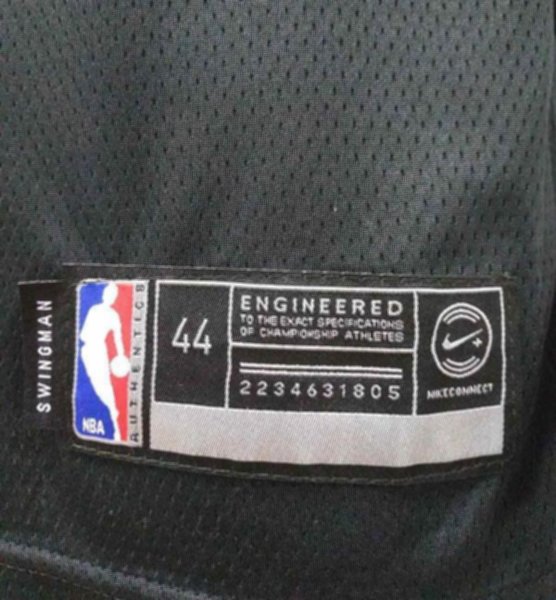 SWINGMAN
NBA
AUTHENTICS
44
ENGINEERED
TO THE EXACT SPECIFICATIONS
OF CHAMPIONSHIP ATHLETES
2234631805
NIKECONNECT